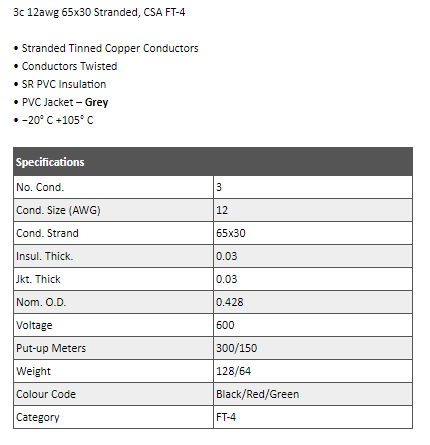 3c 12awg 65x30 Stranded, CSA FT-4
• Stranded Tinned Copper Conductors
• Conductors Twisted
• SR PVC Insulation
• PVC Jacket – Grey
• −20° C +105° C
Specifications
No. Cond. 3
Cond. Size (AWG) 12
Cond. Strand 65x30
Insul. Thick. 0.03
Jkt. Thick 0.03
Nom. O.D. 0.428
Voltage 600
Put-up Meters 300/150
Weight 128/64
Colour Code Black/Red/Green
Category FT-4